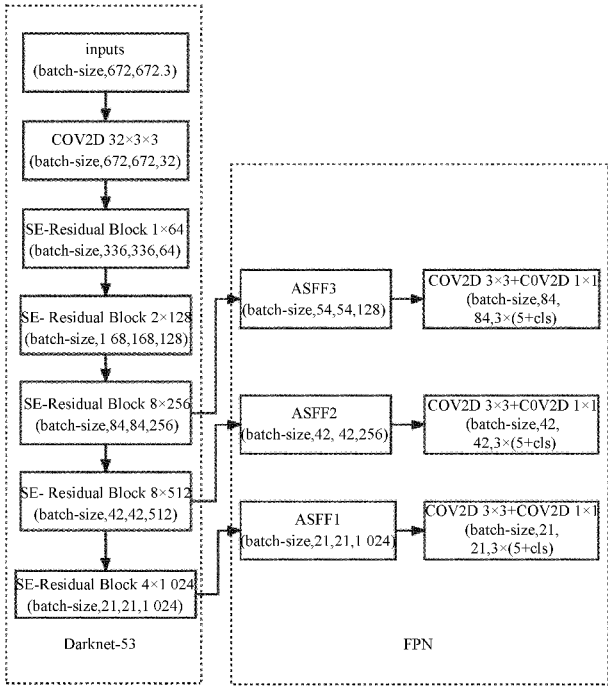 inputs
(batch-size,672,672.3)
COV2D 32×3×3
(batch-size,672,672,32)
SE-Residual Block 1×64
(batch-size,336,336,64)
SE- Residual Block 2×128
(batch-size,1 68,168,128)
SE-Residual Block 8×256
(batch-size,84,84,256)
SE- Residual Block 8×512
(batch-size,42,42,512)
SE-Residual Block 4×1 024
(batch-size,21,21,1 024)
Darknet-53
ASFF3
(batch-size,54,54,128)
COV2D 3×3+C0V2D 1×1
(batch-size,84,
84,3×(5+cls)
ASFF2
(batch-size,42, 42,256)
COV2D 3×3+C0V2D 1×1
(batch-size,42,
42,3×(5+cls)
ASFF1
(batch-size,21,21,1 024)
COV2D 3×3+COV2D 1×1
(batch-size,21,
21,3×(5+cls)
FPN